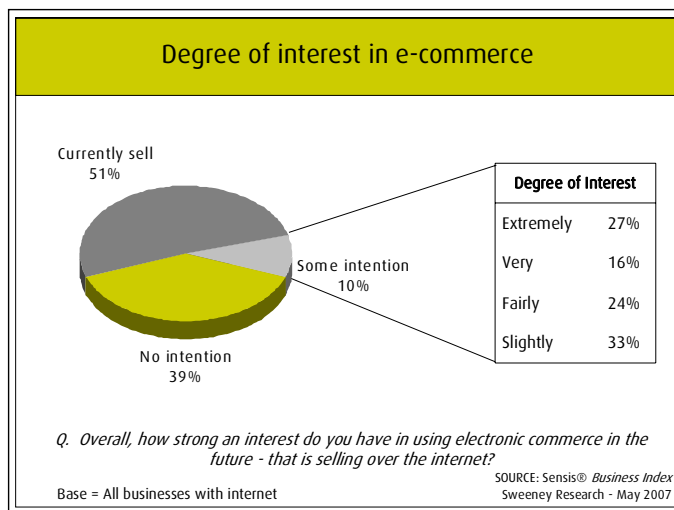 Degree of interest in e-commerce
Currently sell
51%
Some intention
10%
No intention
39%
Degree of Interest
Extremely 27%
Very 16%
Fairly 24%
Slightly 33%
Q. Overall, how strong an interest do you have in using electronic commerce in the
future - that is selling over the internet?
Base = All businesses with internet
SOURCE: Sensis® Business Index
Sweeney Research - May 2007